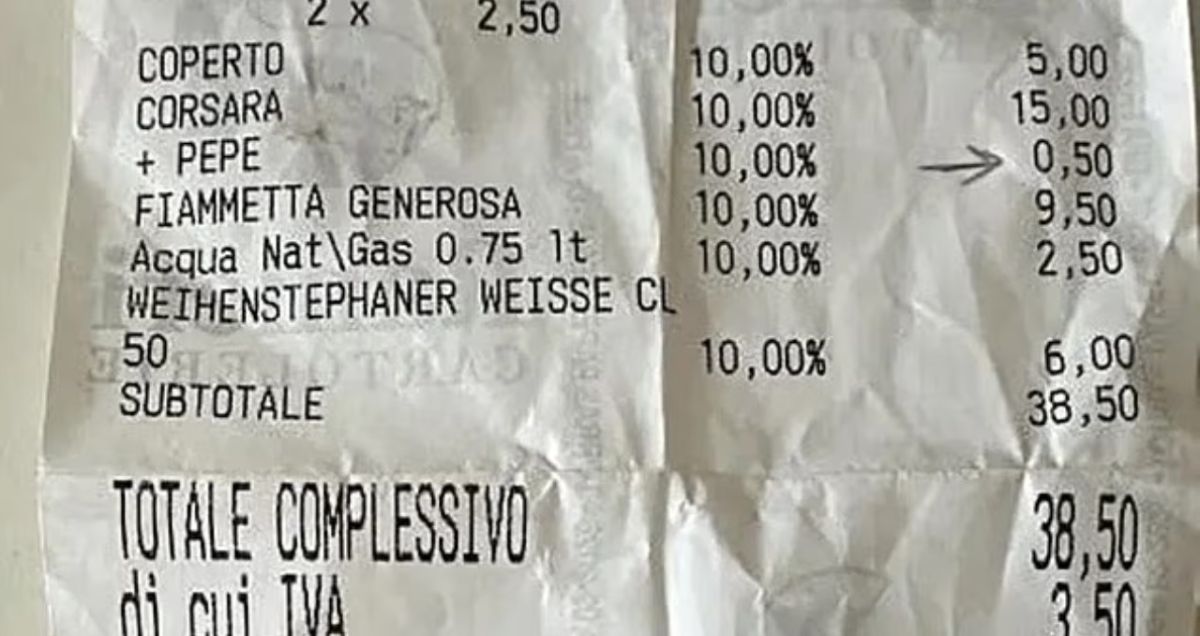 2 x 2,50
COPERTO 10,00% 5,00
CORSARA 10,00% 15,00
+ PEPE 10,00% → 0,50
FIAMMETTA GENEROSA 10,00% 9,50
Acqua Nat\Gas 0.75 lt 10,00% 2,50
WEIHENSTEPHANER WEISSE CL
50 10,00% 6,00
SUBTOTALE 38,50
TOTALE COMPLESSIVO 38,50
di cui IVA 3,50